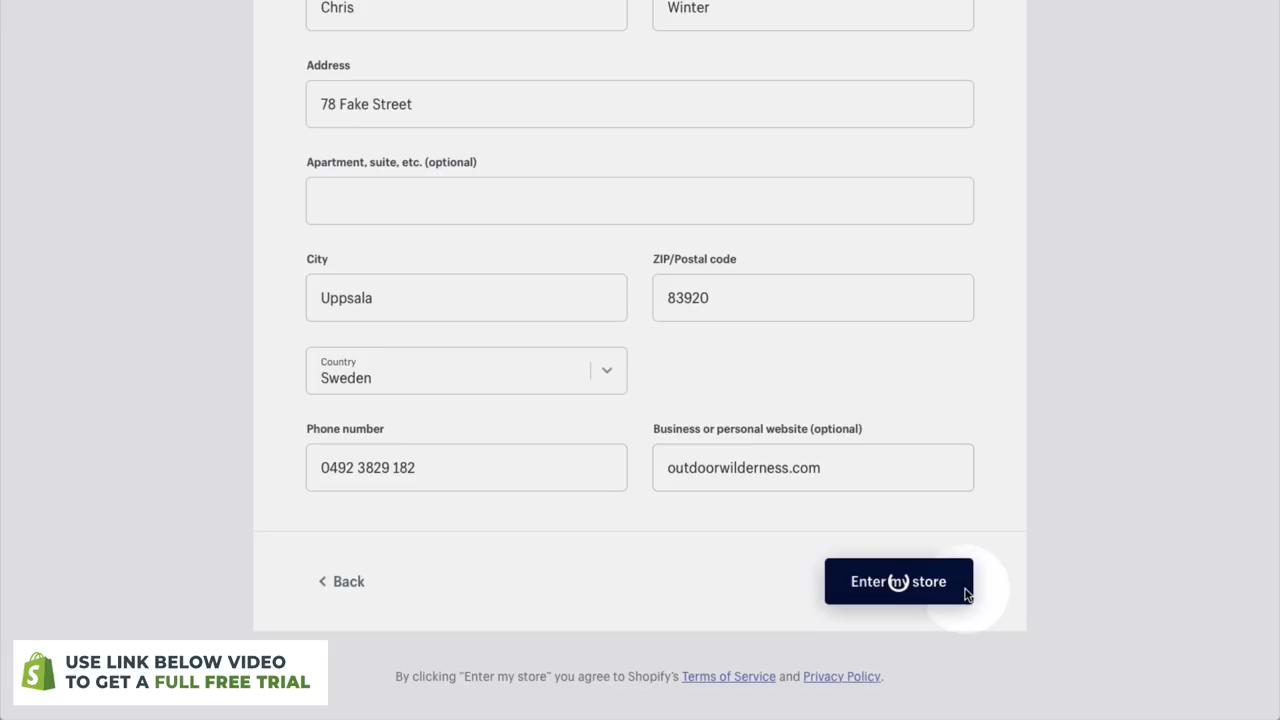 Chris
Winter
Address
78 Fake Street
Apartment, suite, etc. (optional)
City
ZIP/Postal code
Uppsala
83920
Country
Sweden
Phone number
Business or personal website (optional)
0492 3829 182
outdoorwilderness.com
Back
Enter my store
USE LINK BELOW VIDEO
TO GET A FULL FREE TRIAL
By clicking “Enter my store” you agree to Shopify's Terms of Service and Privacy Policy.